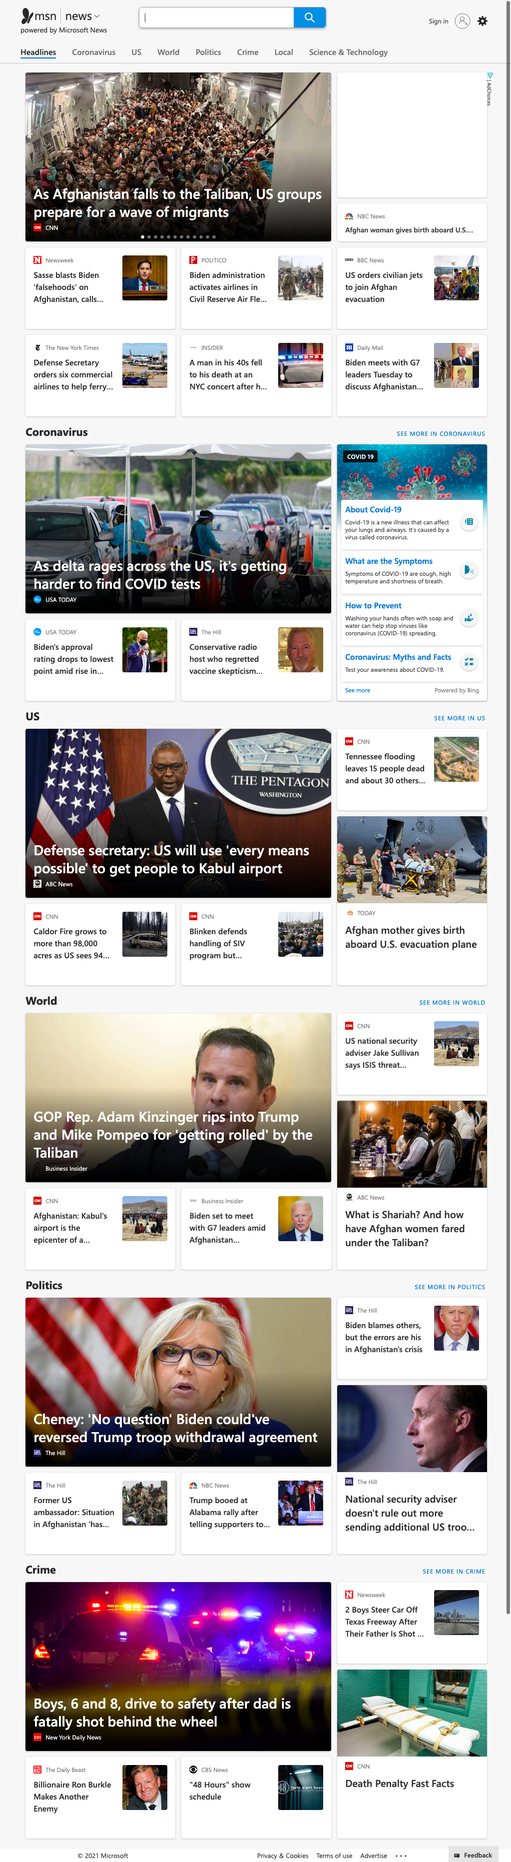 msn news
powered by Microsoft News
Sign in
Headlines Coronavirus US World Politics Crime Local Science & Technology
AdChoices
As Afghanistan falls to the Taliban, US groups
prepare for a wave of migrants
CNN
NBC News
Afghan woman gives birth aboard U.S....
Newsweek
Sasse blasts Biden
'falsehoods' on
Afghanistan, calls...
POLITICO
Biden administration
activates airlines in
Civil Reserve Air Fle...
BBC News
US orders civilian jets
to join Afghan
evacuation
The New York Times
Defense Secretary
orders six commercial
airlines to help ferry...
INSIDER
A man in his 40s fell
to his death at an
NYC concert after h...
Daily Mail
Biden meets with G7
leaders Tuesday to
discuss Afghanistan...
Coronavirus
SEE MORE IN CORONAVIRUS
As delta rages across the US, it's getting
harder to find COVID tests
USA TODAY
COVID 19
About Covid-19
Covid-19 is a new illness that can affect
your lungs and airways. It's caused by a
virus called coronavirus.
What are the Symptoms
Symptoms of COVID-19 are cough, high
temperature and shortness of breath.
How to Prevent
Washing your hands often with soap and
water can help stop viruses like
coronavirus (COVID-19) spreading.
Coronavirus: Myths and Facts
Test your awareness about COVID-19.
See more
Powered by Bing
USA TODAY
Biden's approval
rating drops to lowest
point amid rise in...
The Hill
Conservative radio
host who regretted
vaccine skepticism...
US
SEE MORE IN US
THE PENTAGON
WASHINGTON
Defense secretary: US will use 'every means
possible' to get people to Kabul airport
ABC News
CNN
Tennessee flooding
leaves 15 people dead
and about 30 others...
TODAY
Afghan mother gives birth
aboard U.S. evacuation plane
CNN
Caldor Fire grows to
more than 98,000
acres as US sees 94...
CNN
Blinken defends
handling of SIV
program but...
World
SEE MORE IN WORLD
GOP Rep. Adam Kinzinger rips into Trump
and Mike Pompeo for 'getting rolled' by the
Taliban
Business Insider
CNN
US national security
adviser Jake Sullivan
says ISIS threat...
ABC News
What is Shariah? And how
have Afghan women fared
under the Taliban?
CNN
Afghanistan: Kabul's
airport is the
epicenter of a...
Business Insider
Biden set to meet
with G7 leaders amid
Afghanistan...
Politics
SEE MORE IN POLITICS
Cheney: 'No question' Biden could've
reversed Trump troop withdrawal agreement
The Hill
The Hill
Biden blames others,
but the errors are his
in Afghanistan's crisis
The Hill
National security adviser
doesn't rule out more
sending additional US troo...
The Hill
Former US
ambassador: Situation
in Afghanistan 'has...
NBC News
Trump booed at
Alabama rally after
telling supporters to...
Crime
SEE MORE IN CRIME
Boys, 6 and 8, drive to safety after dad is
fatally shot behind the wheel
New York Daily News
Newsweek
2 Boys Steer Car Off
Texas Freeway After
Their Father Is Shot ...
CNN
Death Penalty Fast Facts
The Daily Beast
Billionaire Ron Burkle
Makes Another
Enemy
CBS News
"48 Hours" show
schedule
© 2021 Microsoft Privacy & Cookies Terms of use Advertise ... Feedback